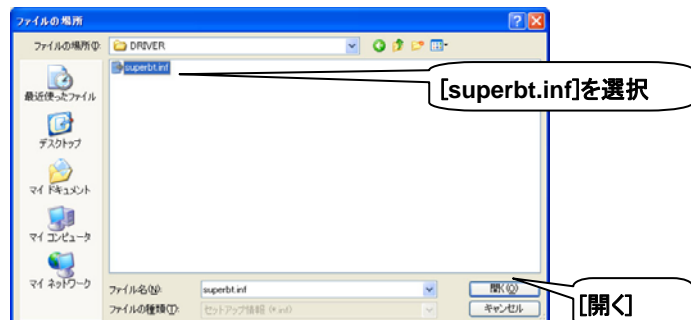 ファイルの場所
ファイルの場所(I):
DRIVER
superbt.inf
[superbt.inf]を選択
最近使ったファイル
デスクトップ
マイ ドキュメント
マイ コンピュータ
マイ ネットワーク
ファイル名(N):
superbt.inf
開く(O)
ファイルの種類(T):
セットアップ情報 (*.inf)
キャンセル
[開く]